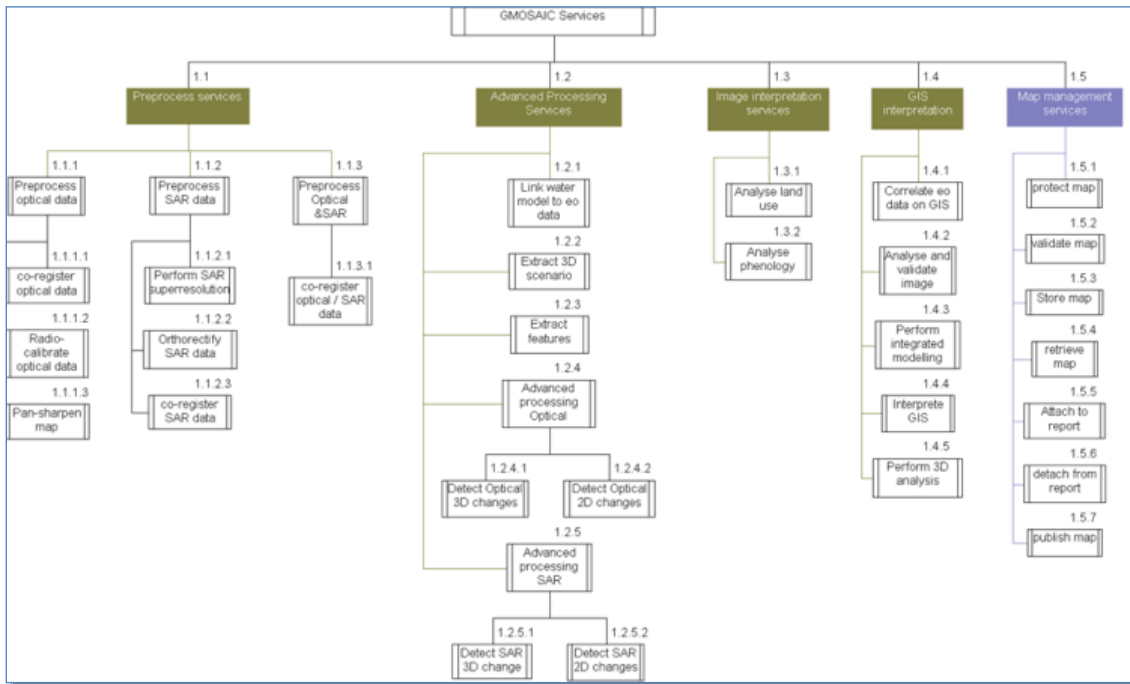 GMOSAIC Services
1.1
1.2
1.3
1.4
1.5
Preprocess services
Advanced Processing
Services
Image interpretation
services
GIS
interpretation
Map management
services
1.1.1
Preprocess
optical data
1.1.2
Preprocess
SAR data
1.1.3
Preprocess
Optical
&SAR
1.1.1.1
co-register
optical data
1.1.1.2
Radio-
calibrate
optical data
1.1.1.3
Pan-sharpen
map
1.1.2.1
Perform SAR
superresolution
1.1.2.2
Orthorectify
SAR data
1.1.2.3
co-register
SAR data
1.1.3.1
co-register
optical / SAR
data
1.2.1
Link water
model to eo
data
1.2.2
Extract 3D
scenario
1.2.3
Extract
features
1.2.4
Advanced
processing
Optical
1.2.4.1
Detect Optical
3D changes
1.2.4.2
Detect Optical
2D changes
1.2.5
Advanced
processing
SAR
1.2.5.1
Detect SAR
3D change
1.2.5.2
Detect SAR
2D changes
1.3.1
Analyse land
use
1.3.2
Analyse
phenology
1.4.1
Correlate eo
data on GIS
1.4.2
Analyse and
validate
image
1.4.3
Perform
integrated
modelling
1.4.4
Interprete
GIS
1.4.5
Perform 3D
analysis
1.5.1
protect map
1.5.2
validate map
1.5.3
Store map
1.5.4
retrieve
map
1.5.5
Attach to
report
1.5.6
detach from
report
1.5.7
publish map